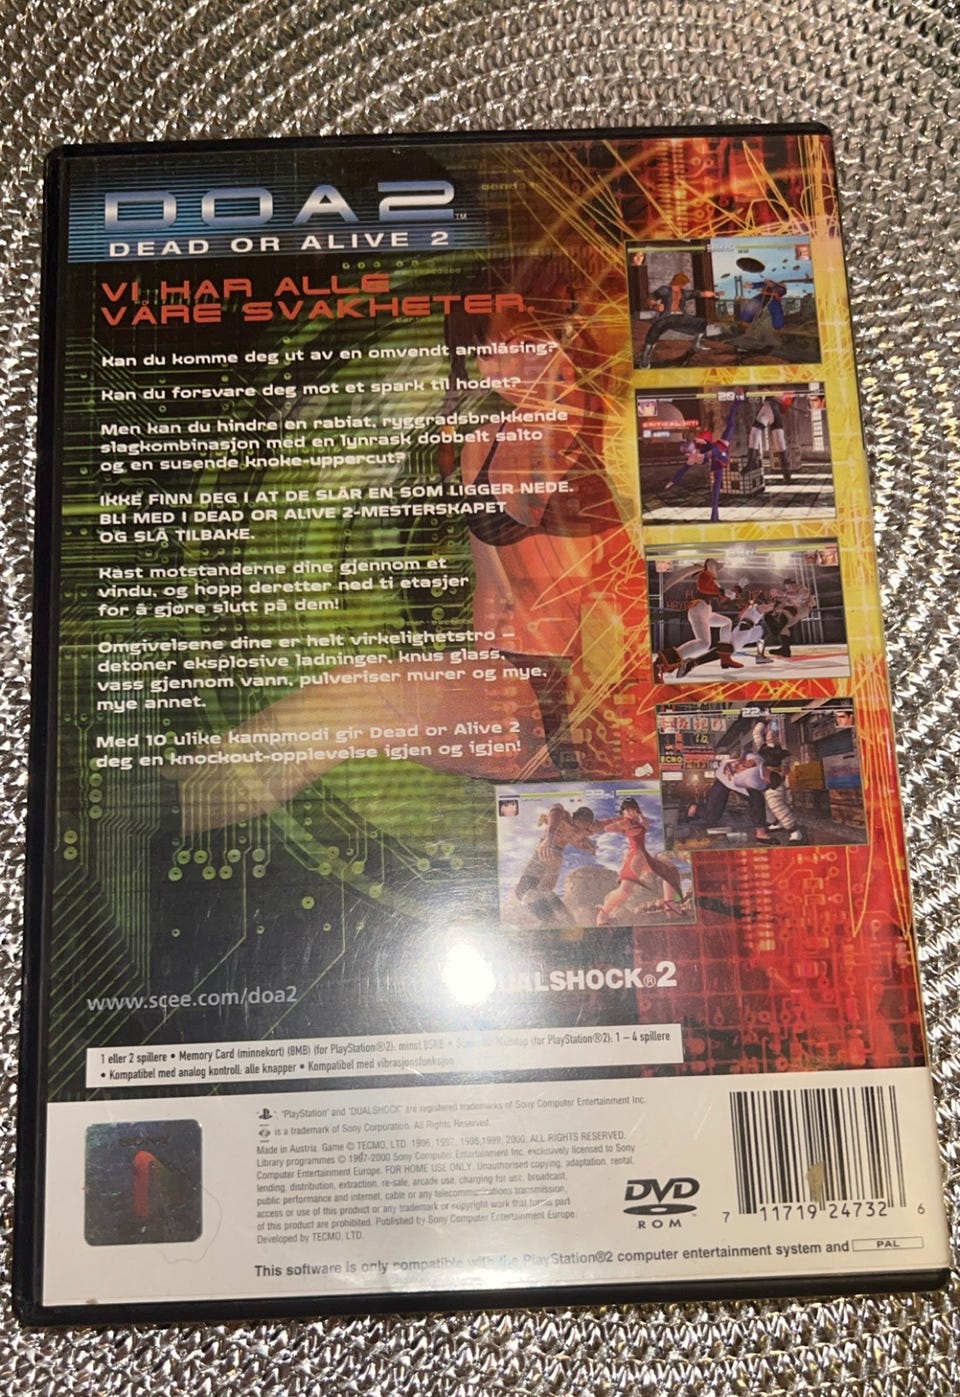 DOA2™
DEAD OR ALIVE 2
VI HAR ALLE
VÅRE SVAKHETER.
Kan du komme deg ut av en omvendt armlåsing?
Kan du forsvare deg mot et spark til hodet?
Men kan du hindre en rabiat, ryggradsbrekkende
slagkombinasjon med en lynrask dobbelt salto
og en susende knoke-uppercut?
IKKE FINN DEG I AT DE SLÅR EN SOM LIGGER NEDE.
BLI MED I DEAD OR ALIVE 2-MESTERSKAPET
OG SLÅ TILBAKE.
Kast motstanderne dine gjennom et
vindu, og hopp deretter ned ti etasjer
for å gjøre slutt på dem!
Omgivelsene dine er helt virkelighetstro –
detoner eksplosive ladninger, knus glass,
vass gjennom vann, pulveriser murer og mye,
mye annet.
Med 10 ulike kampmodi gir Dead or Alive 2
deg en knockout-opplevelse igjen og igjen!
www.scee.com/doa2
DUALSHOCK®2
1 eller 2 spillere • Memory Card (minnekort) (8MB) (for PlayStation®2): minst 85KB • Multitap (for PlayStation®2): 1 – 4 spillere
• Kompatibel med analog kontroll: alle knapper • Kompatibel med vibrasjonsfunksjon
"PlayStation" and "DUALSHOCK" are registered trademarks of Sony Computer Entertainment Inc.
is a trademark of Sony Corporation. All Rights Reserved.
Made in Austria. Game © TECMO, LTD. 1996, 1997, 1998,1999, 2000. ALL RIGHTS RESERVED.
Library programmes © 1997-2000 Sony Computer Entertainment Inc. exclusively licensed to Sony
Computer Entertainment Europe. FOR HOME USE ONLY. Unauthorised copying, adaptation, rental,
lending, distribution, extraction, re-sale, arcade use, charging for use, broadcast,
public performance and internet, cable or any telecommunications transmission,
access or use of this product or any trademark or copyright work that forms part
of this product are prohibited. Published by Sony Computer Entertainment Europe.
Developed by TECMO, LTD.
DVD
ROM
7 11719 24732 6
This software is only compatible with the PlayStation®2 computer entertainment system and PAL